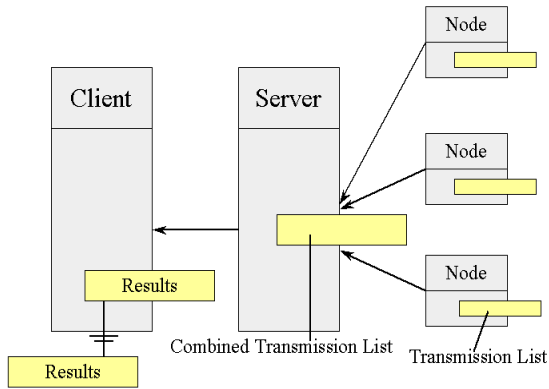 Node
Client
Server
Node
Node
Results
Combined Transmission List
Transmission List
Results